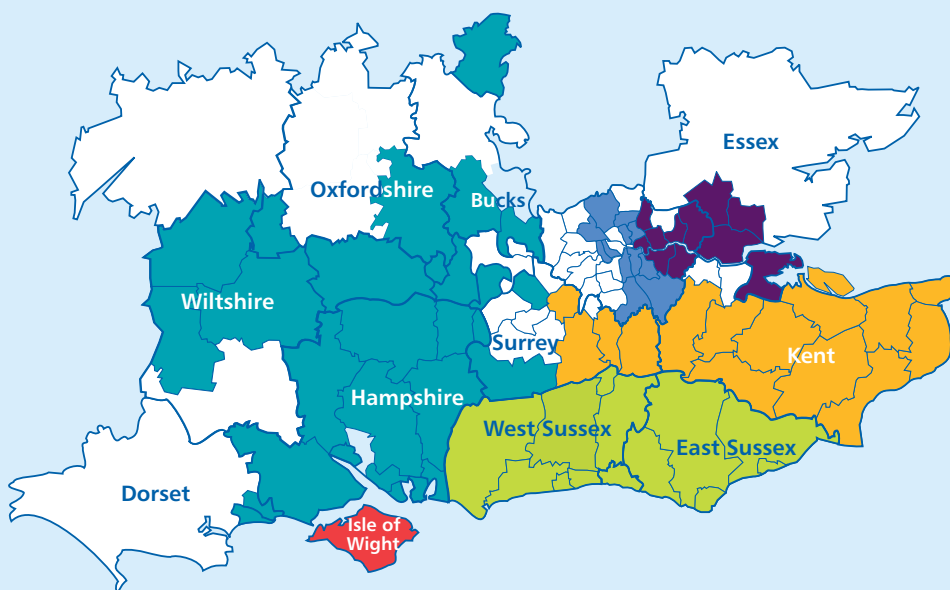 Essex
Oxfordshire
Bucks
Wiltshire
Surrey
Kent
Hampshire
West Sussex
East Sussex
Dorset
Isle of
Wight